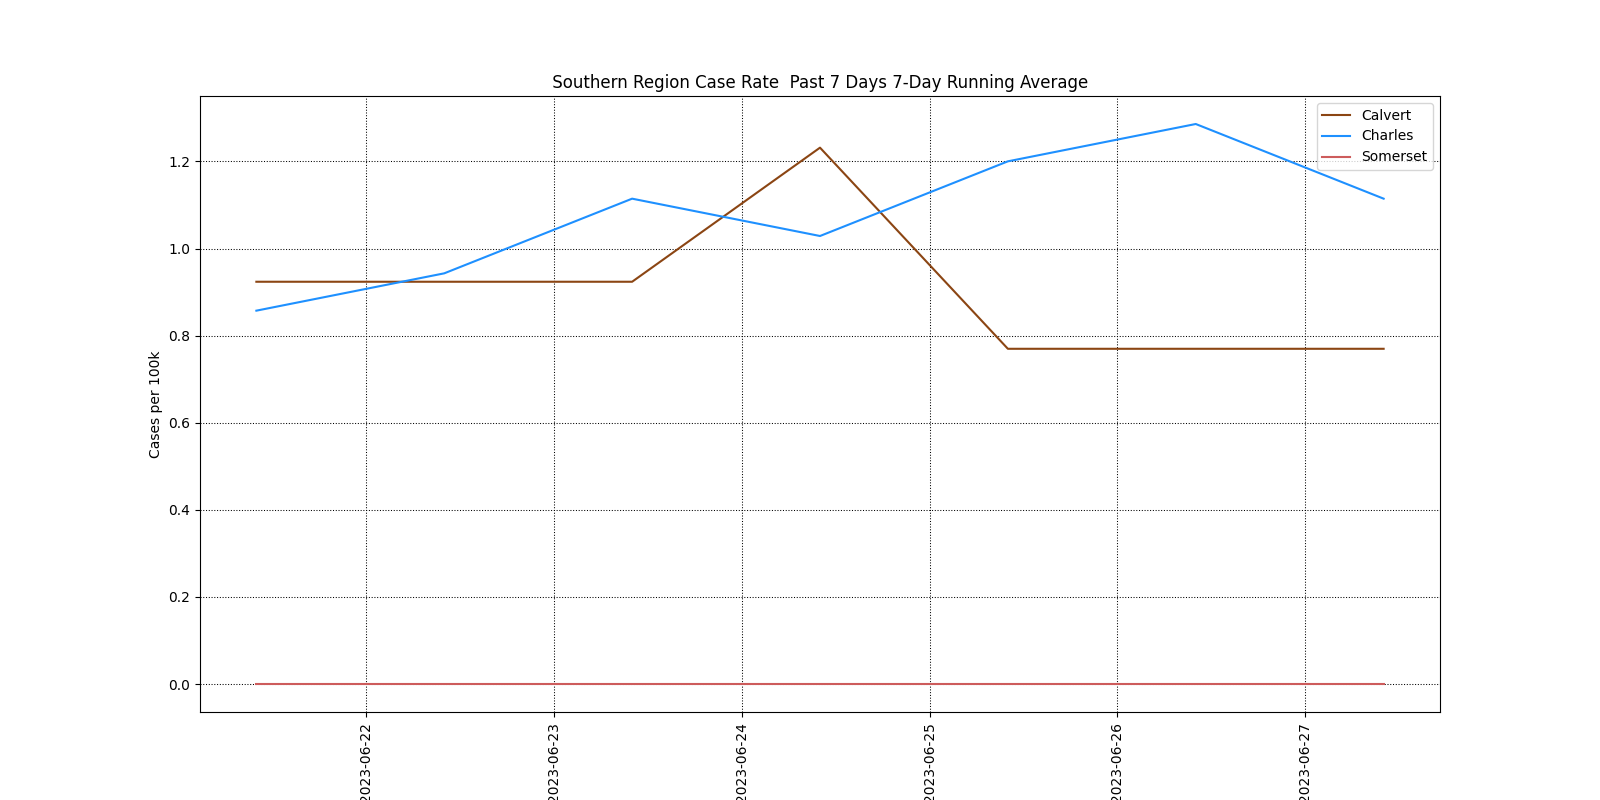 Southern Region Case Rate  Past 7 Days 7-Day Running Average
Calvert
Charles
Somerset
Cases per 100k
1.2
1.0
0.8
0.6
0.4
0.2
0.0
2023-06-22
2023-06-23
2023-06-24
2023-06-25
2023-06-26
2023-06-27